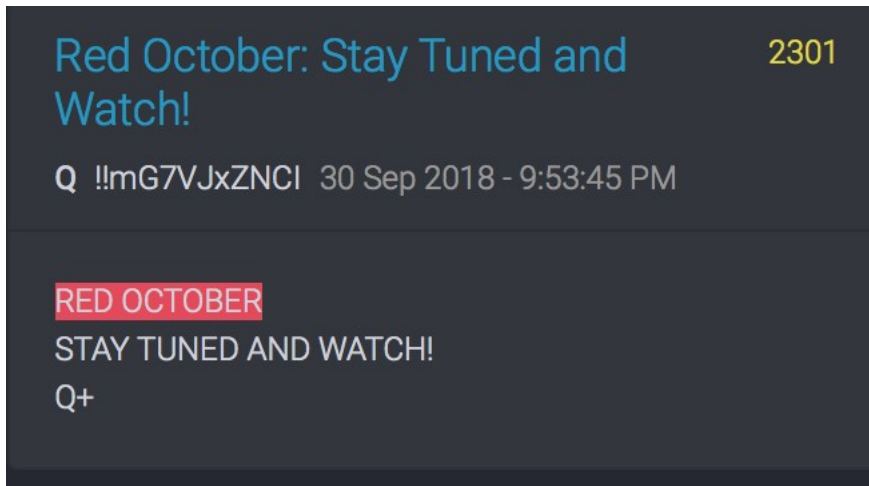 Red October: Stay Tuned and
Watch!
2301
Q !!mG7VJxZNCI 30 Sep 2018 - 9:53:45 PM
RED OCTOBER
STAY TUNED AND WATCH!
Q+